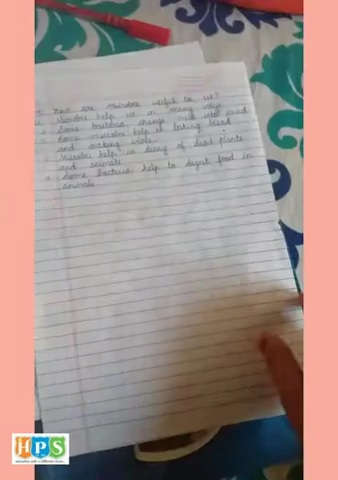 How are microbes useful to us?
Microbes help us in many ways
Some bacteria change milk into curd
Some microbes help in baking bread
and making wine.
Microbes help in decay of dead plants
and animals
Some bacteria help to digest food in
animals
HPS